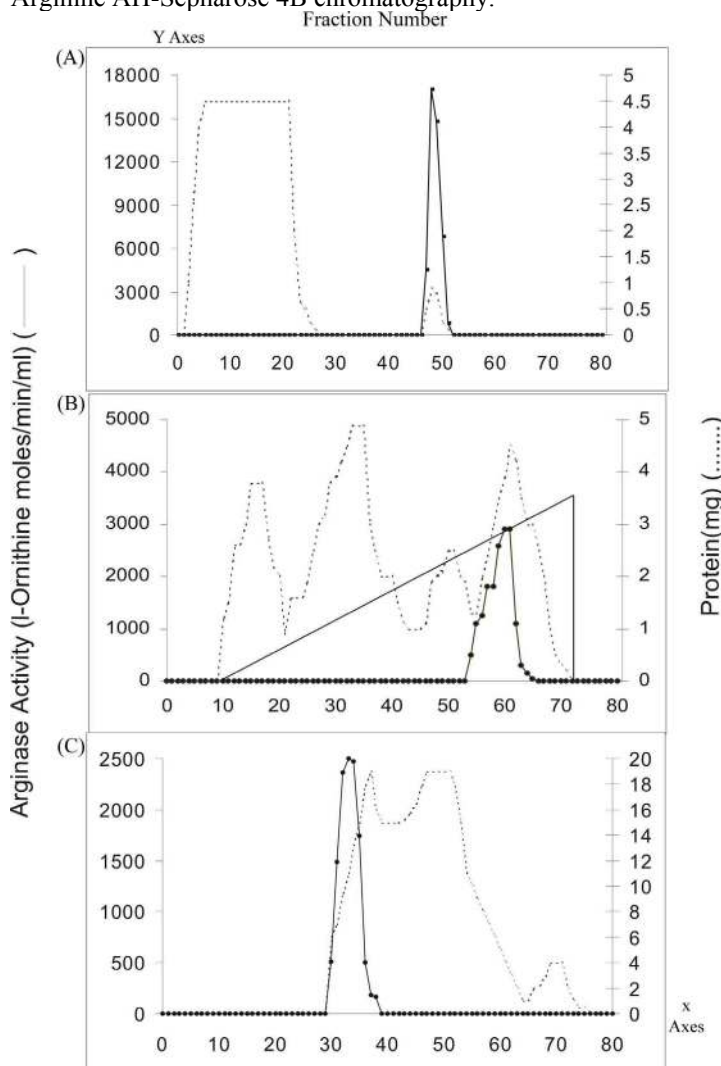 Arginine AH-Sepharose 4B chromatography.
Fraction Number
Y Axes
(A)
18000 15000 12000 9000 6000 3000 0
5 4.5 4 3.5 3 2.5 2 1.5 1 0.5 0
0 10 20 30 40 50 60 70 80
(B)
5000 4000 3000 2000 1000 0
5 4 3 2 1 0
0 10 20 30 40 50 60 72 80
(C)
2500 2000 1500 1000 500 0
20 18 16 14 12 10 8 6 4 2 0
0 10 20 30 40 50 60 70 80
x
Axes
Arginase Activity (l-Ornithine moles/min/ml) ( —— )
Protein(mg) (.......)